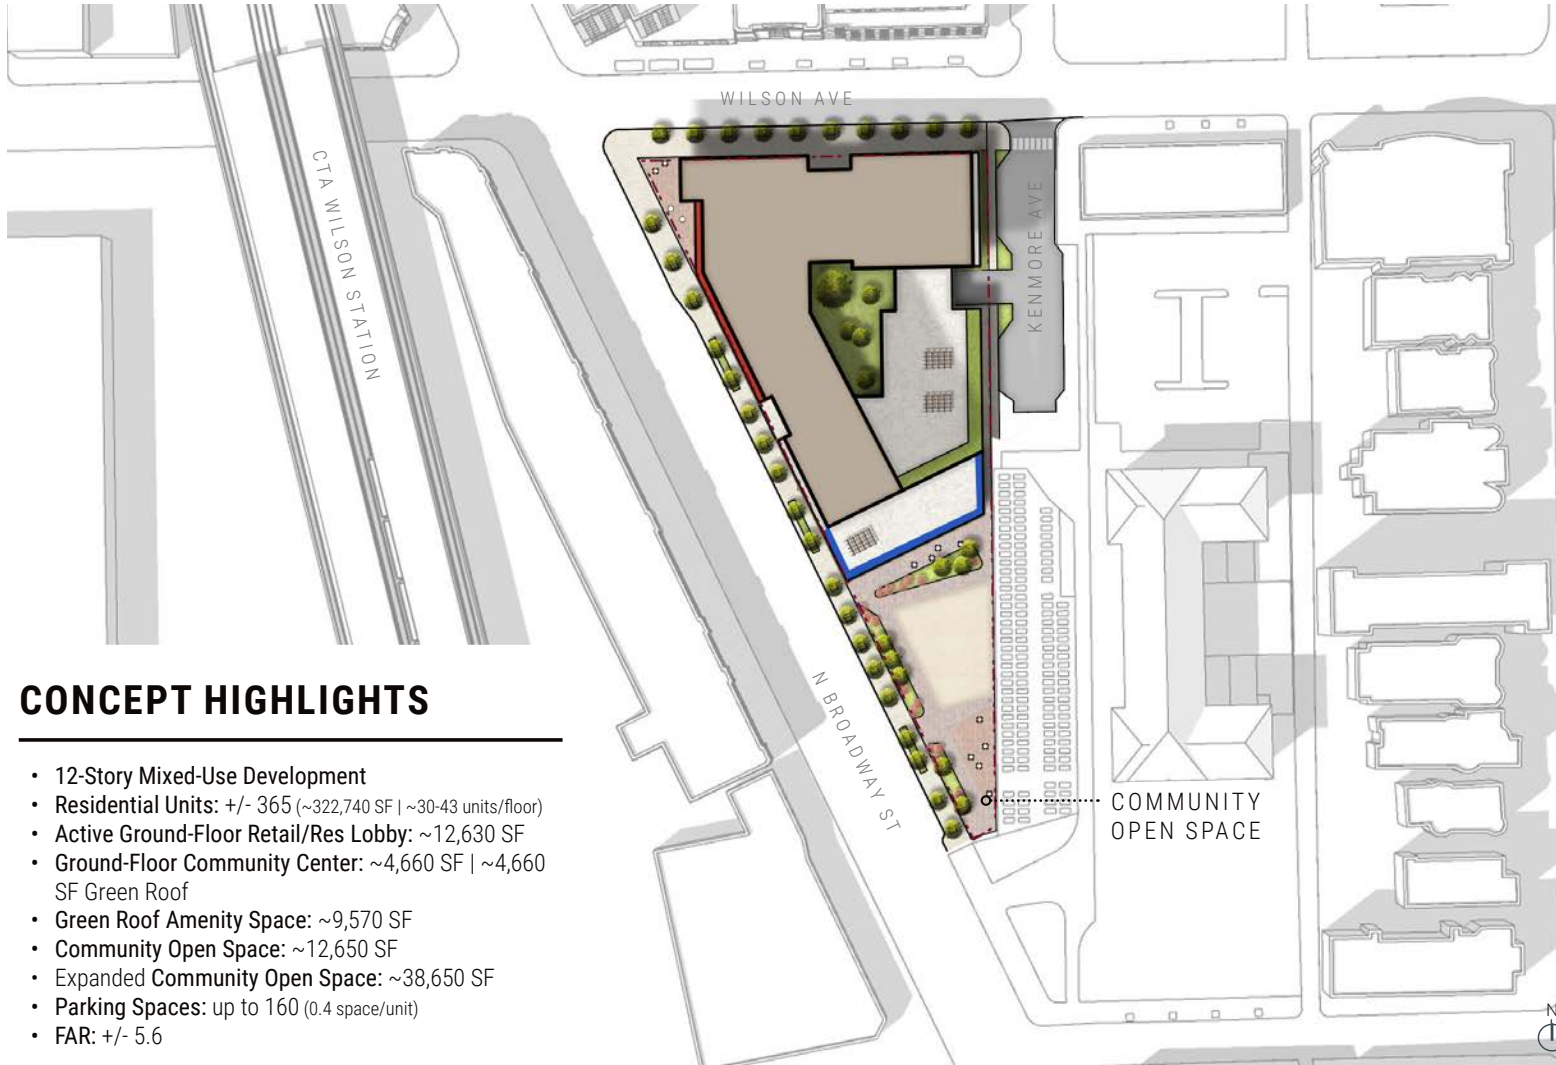 WILSON AVE
CTA WILSON STATION
KENMORE AVE
N BROADWAY ST
COMMUNITY
OPEN SPACE
CONCEPT HIGHLIGHTS
• 12-Story Mixed-Use Development
• Residential Units: +/- 365 (~322,740 SF | ~30-43 units/floor)
• Active Ground-Floor Retail/Res Lobby: ~12,630 SF
• Ground-Floor Community Center: ~4,660 SF | ~4,660
SF Green Roof
• Green Roof Amenity Space: ~9,570 SF
• Community Open Space: ~12,650 SF
• Expanded Community Open Space: ~38,650 SF
• Parking Spaces: up to 160 (0.4 space/unit)
• FAR: +/- 5.6
N